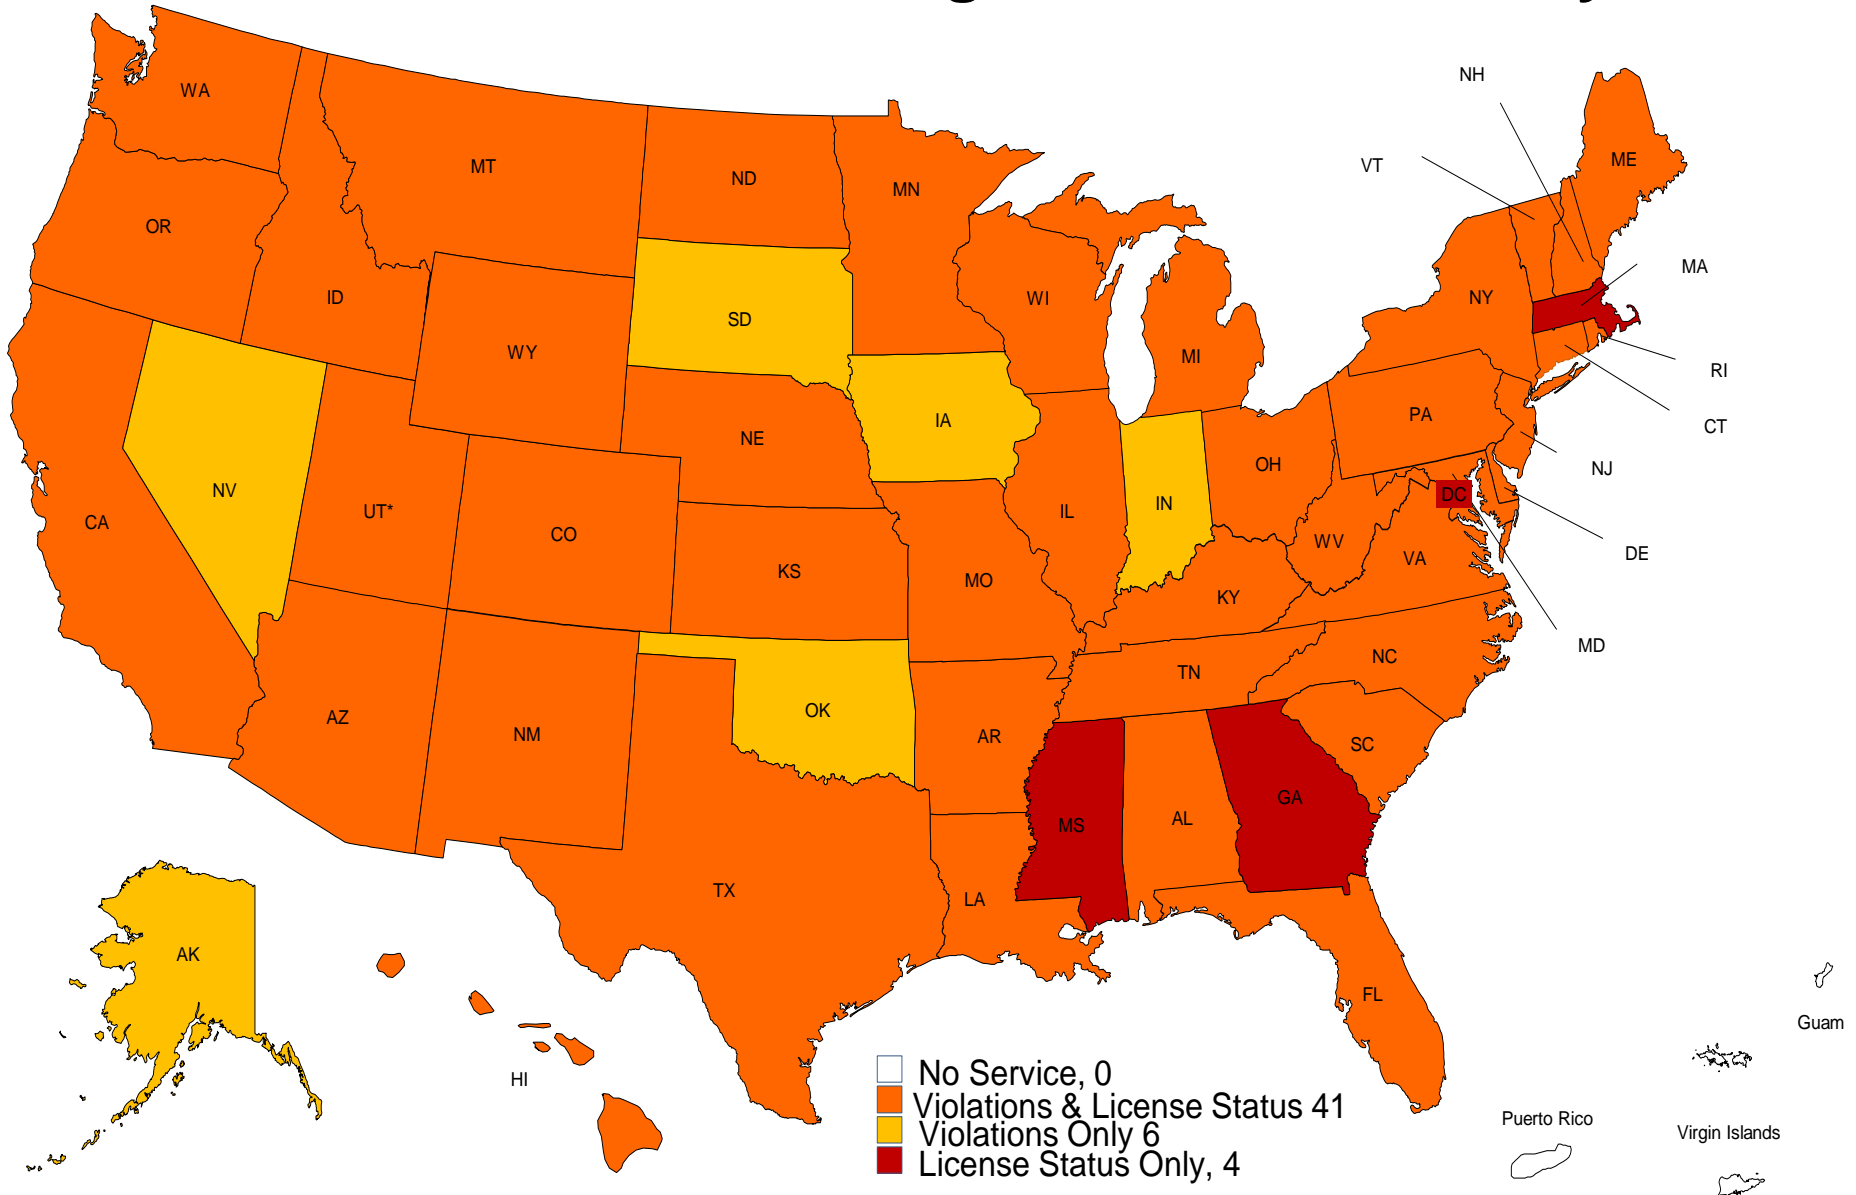 NH
WA
ME
VT
MT
ND
MN
OR
MA
ID
WI
NY
SD
WY
MI
RI
PA
IA
CT
NE
OH
NJ
NV
DC
IN
UT*
IL
CA
CO
WV
DE
VA
KS
MO
KY
MD
NC
TN
OK
AZ
NM
AR
SC
GA
AL
MS
TX
LA
AK
FL
Guam
HI
No Service, 0
Violations & License Status 41
Violations Only 6
License Status Only, 4
Puerto Rico
Virgin Islands